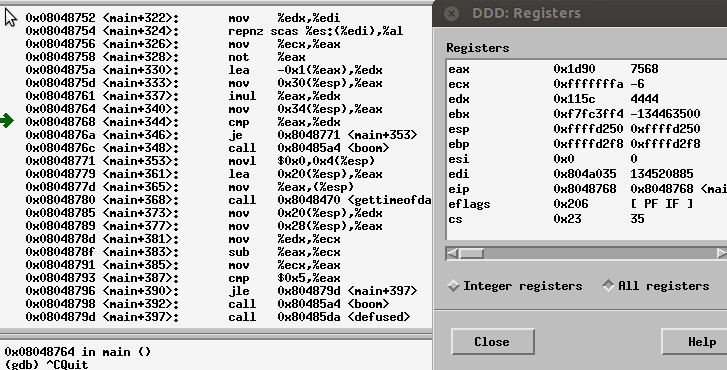 0x08048752 <main+322>: mov %edx,%edi
0x08048754 <main+324>: repnz scas %es:(%edi),%al
0x08048756 <main+326>: mov %ecx,%eax
0x08048758 <main+328>: not %eax
0x0804875a <main+330>: lea -0x1(%eax),%edx
0x0804875d <main+333>: mov 0x30(%esp),%eax
0x08048761 <main+337>: imul %eax,%edx
0x08048764 <main+340>: mov 0x34(%esp),%eax
0x08048768 <main+344>: cmp %eax,%edx
0x0804876a <main+346>: je 0x8048771 <main+353>
0x0804876c <main+348>: call 0x80485a4 <boom>
0x08048771 <main+353>: movl $0x0,0x4(%esp)
0x08048779 <main+361>: lea 0x20(%esp),%eax
0x0804877d <main+365>: mov %eax,(%esp)
0x08048780 <main+368>: call 0x8048470 <gettimeofda
0x08048785 <main+373>: mov 0x20(%esp),%edx
0x08048789 <main+377>: mov 0x28(%esp),%eax
0x0804878d <main+381>: mov %edx,%ecx
0x0804878f <main+383>: sub %eax,%ecx
0x08048791 <main+385>: mov %ecx,%eax
0x08048793 <main+387>: cmp $0x5,%eax
0x08048796 <main+390>: jle 0x804879d <main+397>
0x08048798 <main+392>: call 0x80485a4 <boom>
0x0804879d <main+397>: call 0x80485da <defused>
0x08048764 in main ()
(gdb) ^CQuit
DDD: Registers
Registers
eax 0x1d90 7568
ecx 0xfffffffa -6
edx 0x115c 4444
ebx 0xf7fc3ff4 -134463500
esp 0xffffd250 0xffffd250
ebp 0xffffd2f8 0xffffd2f8
esi 0x0 0
edi 0x804a035 134520885
eip 0x8048768 0x8048768 <mai
eflags 0x206 [ PF IF ]
cs 0x23 35
Integer registers All registers
Close Help